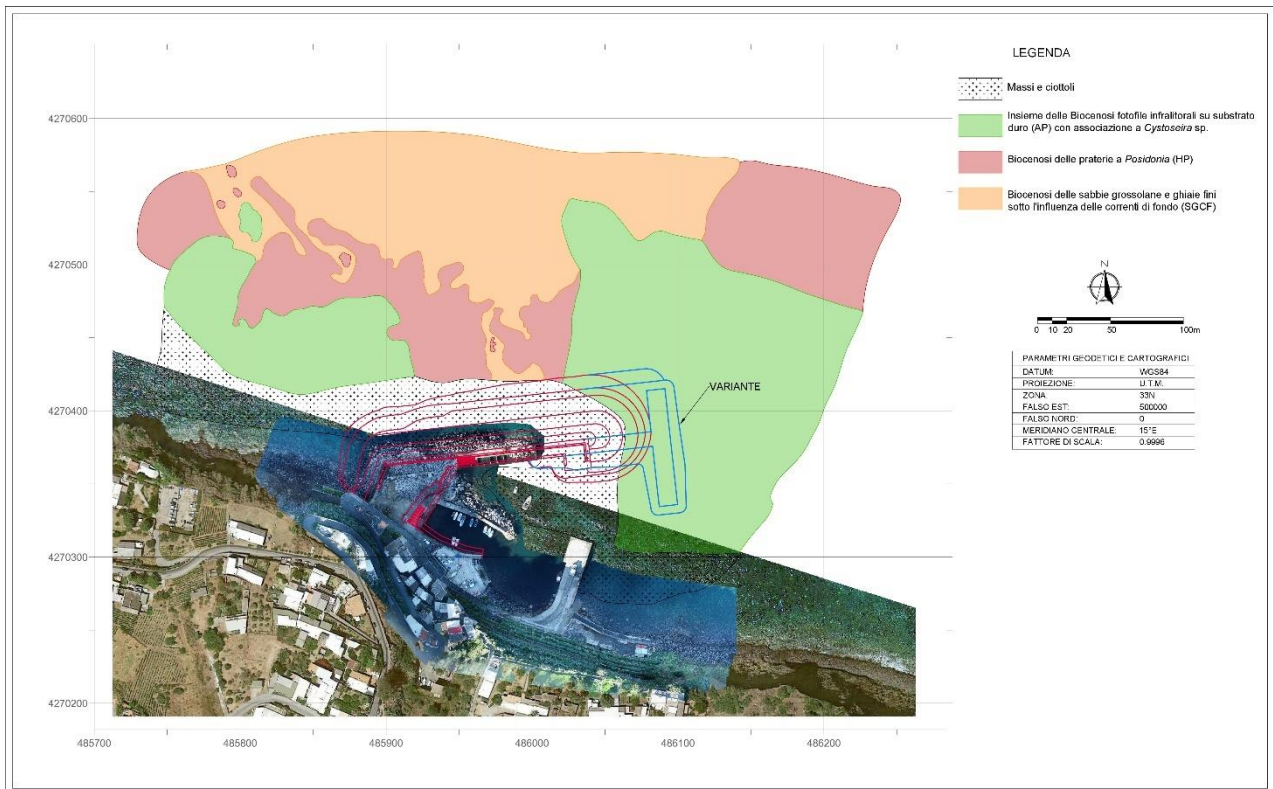 LEGENDA
Massi e ciottoli
Insieme delle Biocenosi fotofile infralitorali su substrato
duro (AP) con associazione a Cystoseira sp.
Biocenosi delle praterie a Posidonia (HP)
Biocenosi delle sabbie grossolane e ghiaie fini
sotto l'influenza delle correnti di fondo (SGCF)
N
0 10 20 50 100m
PARAMETRI GEODETICI E CARTOGRAFICI
DATUM: WGS84
PROIEZIONE: U.T.M.
ZONA: 33N
FALSO EST: 500000
FALSO NORD: 0
MERIDIANO CENTRALE: 15°E
FATTORE DI SCALA: 0.9996
VARIANTE
4270600
4270500
4270400
4270300
4270200
485700 485800 485900 486000 486100 486200